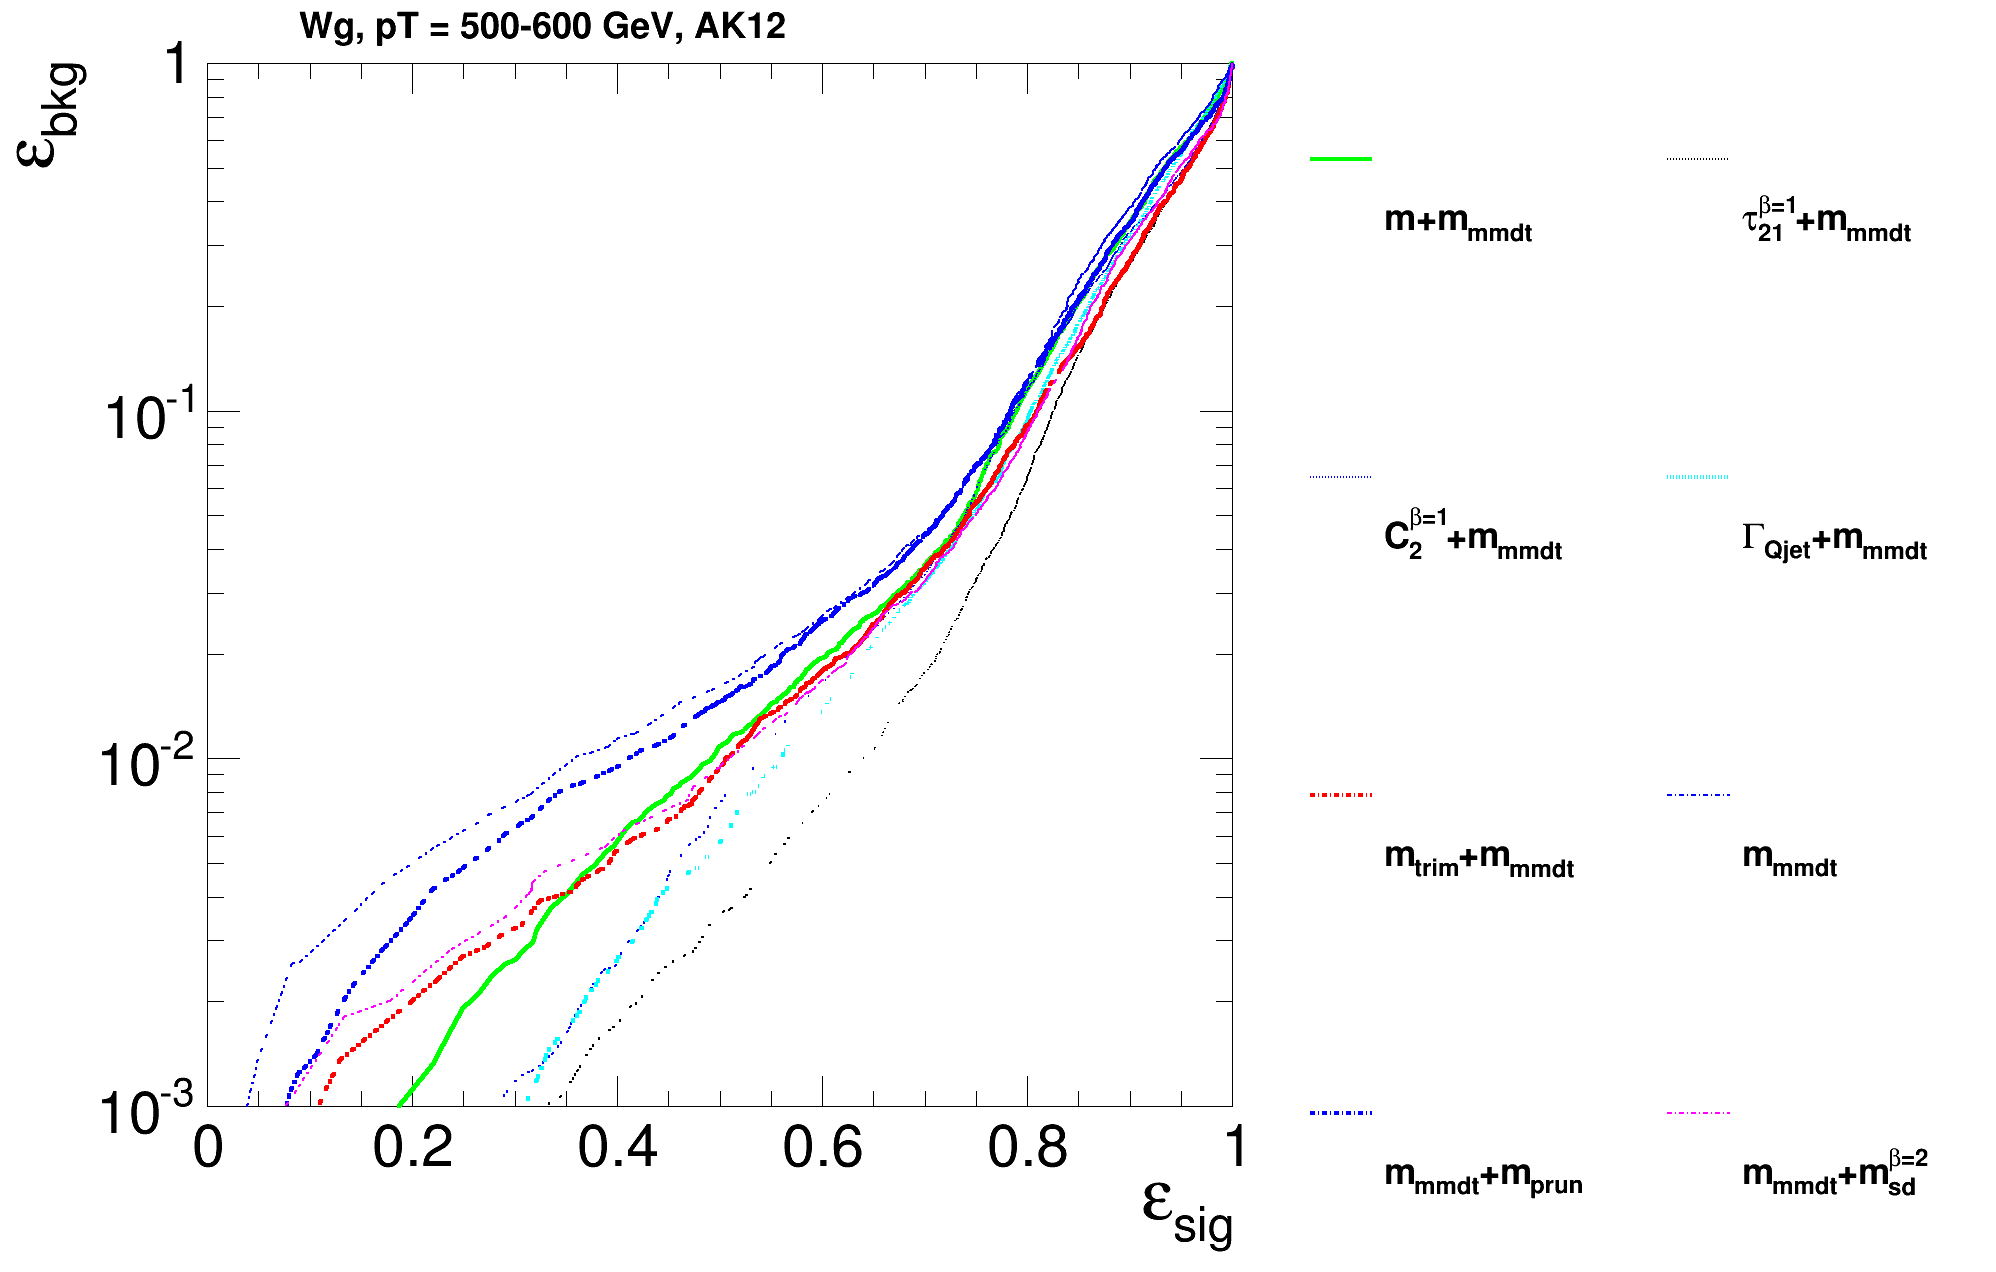 Wg, pT = 500-600 GeV, AK12
ε_bkg
1
10^-1
10^-2
10^-3
0 0.2 0.4 0.6 0.8 1
ε_sig
m+m_mmdt
τ_21^β=1+m_mmdt
C_2^β=1+m_mmdt
Γ_Qjet+m_mmdt
m_trim+m_mmdt
m_mmdt
m_mmdt+m_prun
m_mmdt+m_sd^β=2